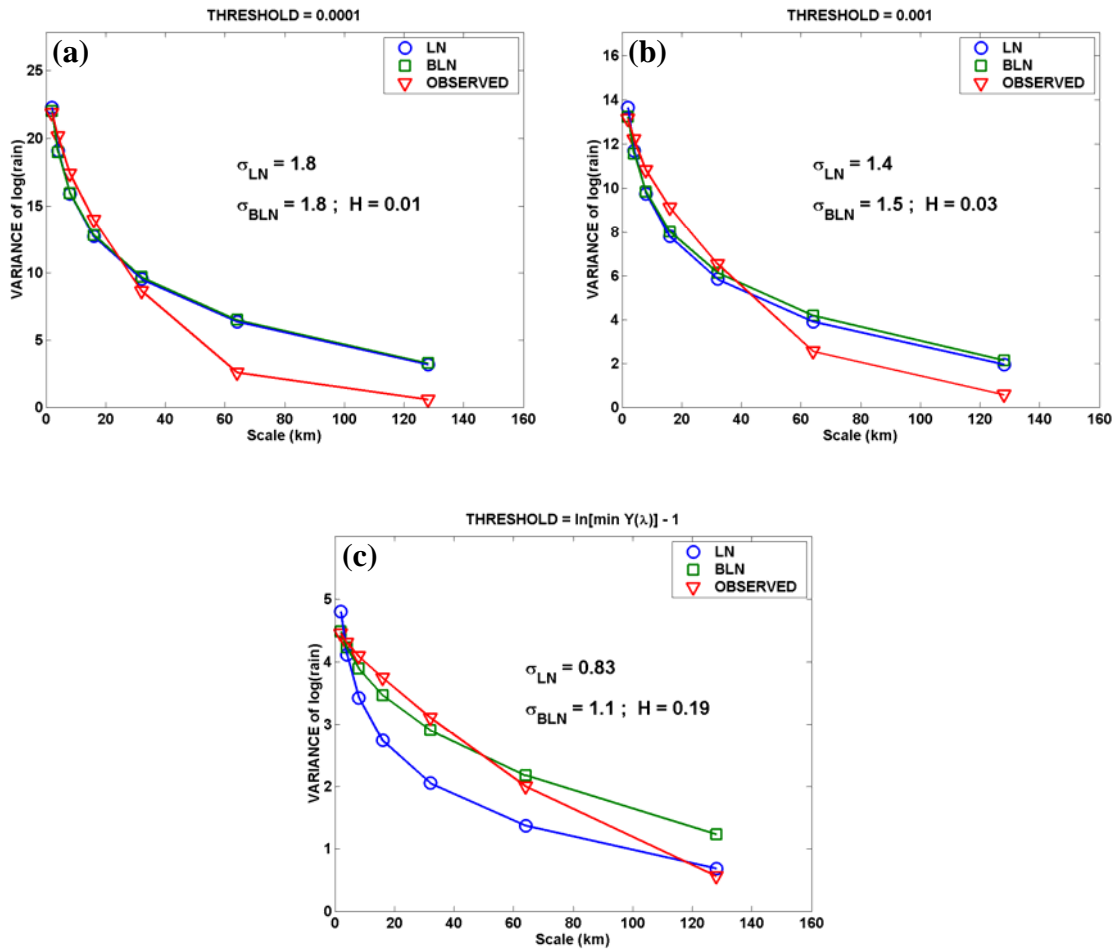 THRESHOLD = 0.0001
(a)
LN
BLN
OBSERVED
σLN = 1.8
σBLN = 1.8 ; H = 0.01
VARIANCE of log(rain)
25
20
15
10
5
0
0 20 40 60 80 100 120 140 160
Scale (km)
THRESHOLD = 0.001
(b)
LN
BLN
OBSERVED
σLN = 1.4
σBLN = 1.5 ; H = 0.03
VARIANCE of log(rain)
16
14
12
10
8
6
4
2
0
0 20 40 60 80 100 120 140 160
Scale (km)
THRESHOLD = ln[min Y(λ)] - 1
(c)
LN
BLN
OBSERVED
σLN = 0.83
σBLN = 1.1 ; H = 0.19
VARIANCE of log(rain)
5
4
3
2
1
0
0 20 40 60 80 100 120 140 160
Scale (km)